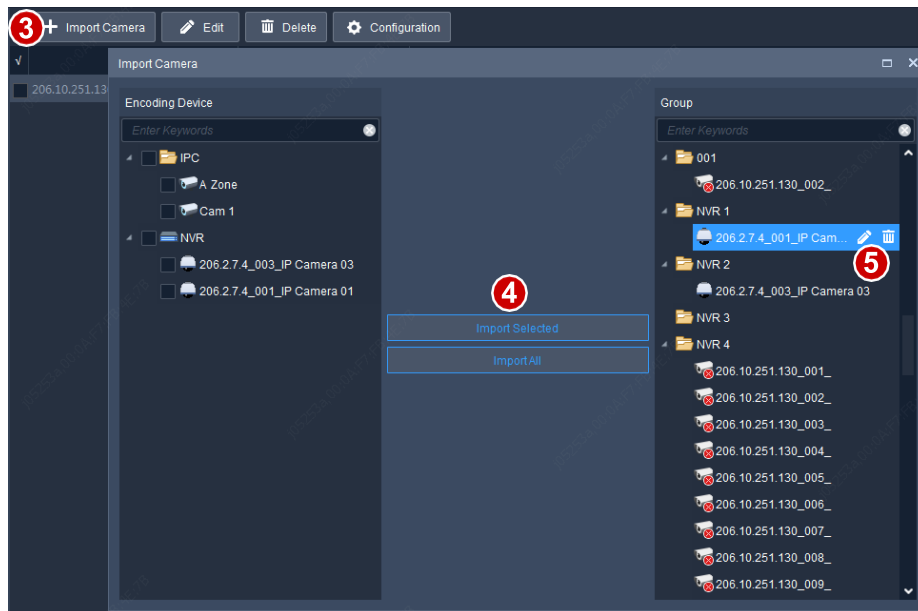 3 Import Camera Edit Delete Configuration
√
206.10.251.13
Import Camera
Encoding Device
Enter Keywords
IPC
A Zone
Cam 1
NVR
206.2.7.4_003_IP Camera 03
206.2.7.4_001_IP Camera 01
4
Import Selected
Import All
Group
Enter Keywords
001
206.10.251.130_002_
NVR 1
206.2.7.4_001_IP Cam...
5
NVR 2
206.2.7.4_003_IP Camera 03
NVR 3
NVR 4
206.10.251.130_001_
206.10.251.130_002_
206.10.251.130_003_
206.10.251.130_004_
206.10.251.130_005_
206.10.251.130_006_
206.10.251.130_007_
206.10.251.130_008_
206.10.251.130_009_